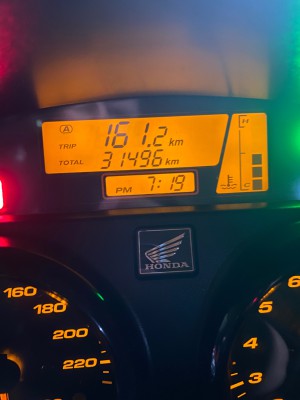 A
161.2 km
TRIP
TOTAL 31496 km
H
C
PM 7:19
HONDA
160
180
200
220
6
5
4
3